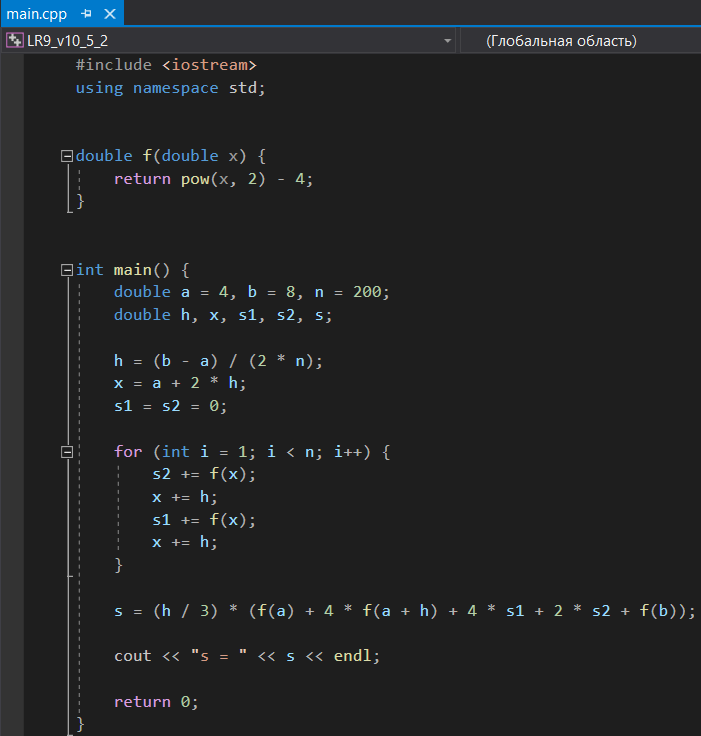 main.cpp
LR9_v10_5_2 (Глобальная область)
#include <iostream>
using namespace std;
double f(double x) {
return pow(x, 2) - 4;
}
int main() {
double a = 4, b = 8, n = 200;
double h, x, s1, s2, s;
h = (b - a) / (2 * n);
x = a + 2 * h;
s1 = s2 = 0;
for (int i = 1; i < n; i++) {
s2 += f(x);
x += h;
s1 += f(x);
x += h;
}
s = (h / 3) * (f(a) + 4 * f(a + h) + 4 * s1 + 2 * s2 + f(b));
cout << "s = " << s << endl;
return 0;
}